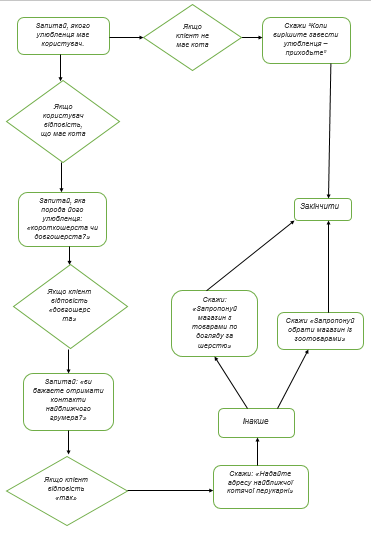 Запитай, якого
улюбленця має
користувач.
Якщо
клієнт не
має кота
Скажи "Коли
вирішите завести
улюбленця –
приходьте"
Якщо
користувач
відповість,
що має кота
Запитай, яка
порода його
улюбленця:
«короткошерста чи
довгошерста?»
Закінчити
Якщо клієнт
відповість
«довгошерс
та»
Скажи:
«Запропонуй
магазин з
товарами по
догляду за
шерстю»
Скажи «Запропонуй
обрати магазин із
зоотоварами»
Запитай: «ви
бажаєте отримати
контакти
найближчого
грумера?»
Інакше
Якщо клієнт
відповість
«так»
Скажи: «Надайте
адресу найближчої
котячої перукарні»